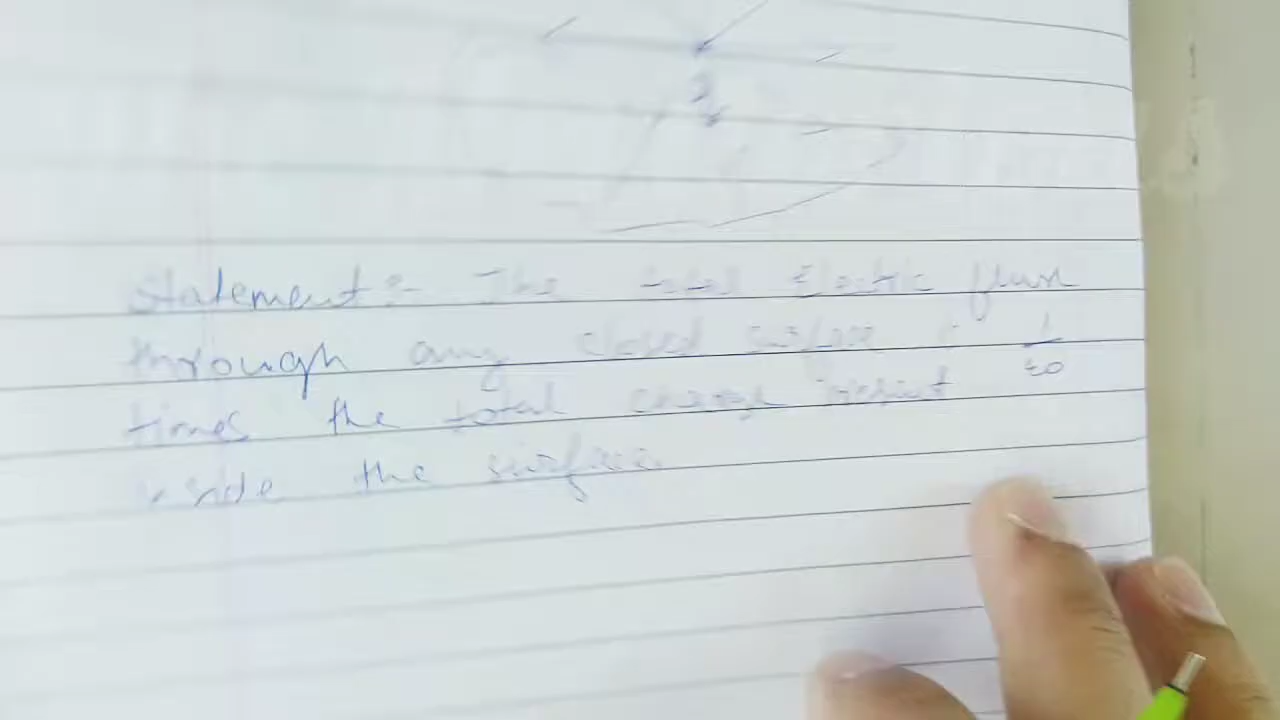 Statement :- The total Electric flux
through any closed surface is 1/ε0
times the total charge present
inside the surface.